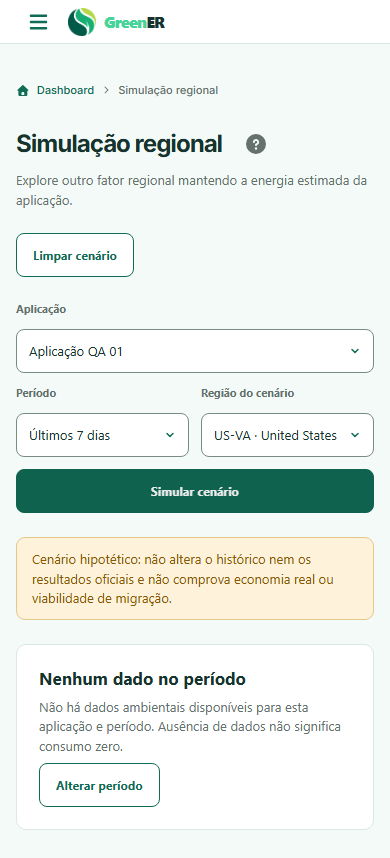 GreenER
Dashboard > Simulação regional
Simulação regional ?
Explore outro fator regional mantendo a energia estimada da
aplicação.
Limpar cenário
Aplicação
Aplicação QA 01
Período
Região do cenário
Últimos 7 dias
US-VA · United States
Simular cenário
Cenário hipotético: não altera o histórico nem os
resultados oficiais e não comprova economia real ou
viabilidade de migração.
Nenhum dado no período
Não há dados ambientais disponíveis para esta
aplicação e período. Ausência de dados não significa
consumo zero.
Alterar período